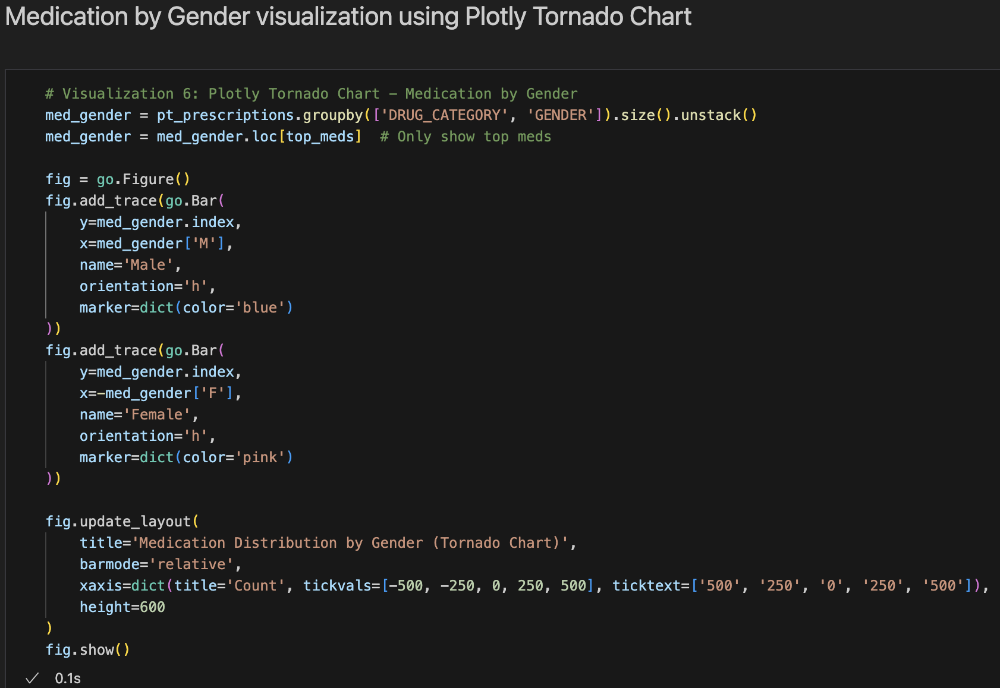 Medication by Gender visualization using Plotly Tornado Chart
# Visualization 6: Plotly Tornado Chart – Medication by Gender
med_gender = pt_prescriptions.groupby(['DRUG_CATEGORY', 'GENDER']).size().unstack()
med_gender = med_gender.loc[top_meds]  # Only show top meds
fig = go.Figure()
fig.add_trace(go.Bar(
    y=med_gender.index,
    x=med_gender['M'],
    name='Male',
    orientation='h',
    marker=dict(color='blue')
))
fig.add_trace(go.Bar(
    y=med_gender.index,
    x=-med_gender['F'],
    name='Female',
    orientation='h',
    marker=dict(color='pink')
))
fig.update_layout(
    title='Medication Distribution by Gender (Tornado Chart)',
    barmode='relative',
    xaxis=dict(title='Count', tickvals=[-500, -250, 0, 250, 500], ticktext=['500', '250', '0', '250', '500']),
    height=600
)
fig.show()
✓ 0.1s